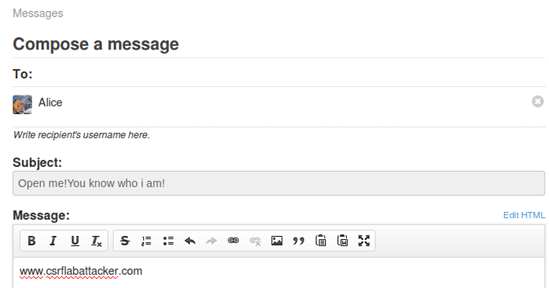 Messages
Compose a message
To:
Alice
Write recipient's username here.
Subject:
Open me!You know who i am!
Message:
Edit HTML
B I U Tx S
www.csrflabattacker.com